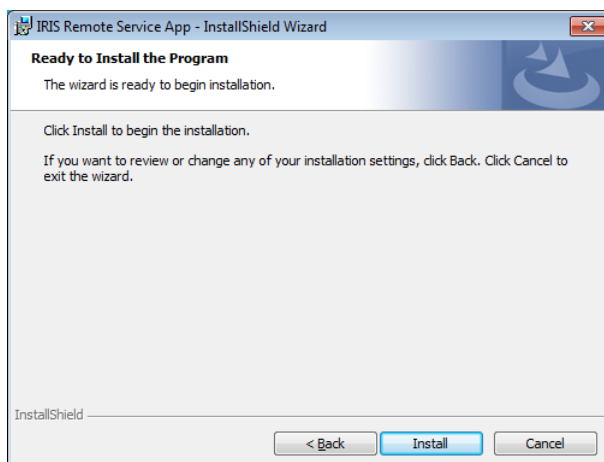 IRIS Remote Service App - InstallShield Wizard
Ready to Install the Program
The wizard is ready to begin installation.
Click Install to begin the installation.
If you want to review or change any of your installation settings, click Back. Click Cancel to
exit the wizard.
InstallShield
< Back
Install
Cancel